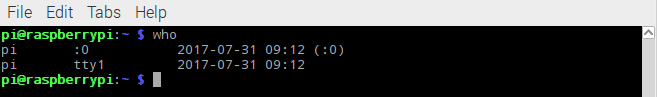 File Edit Tabs Help
pi@raspberrypi:~ $ who
pi       :0           2017-07-31 09:12 (:0)
pi       tty1         2017-07-31 09:12
pi@raspberrypi:~ $